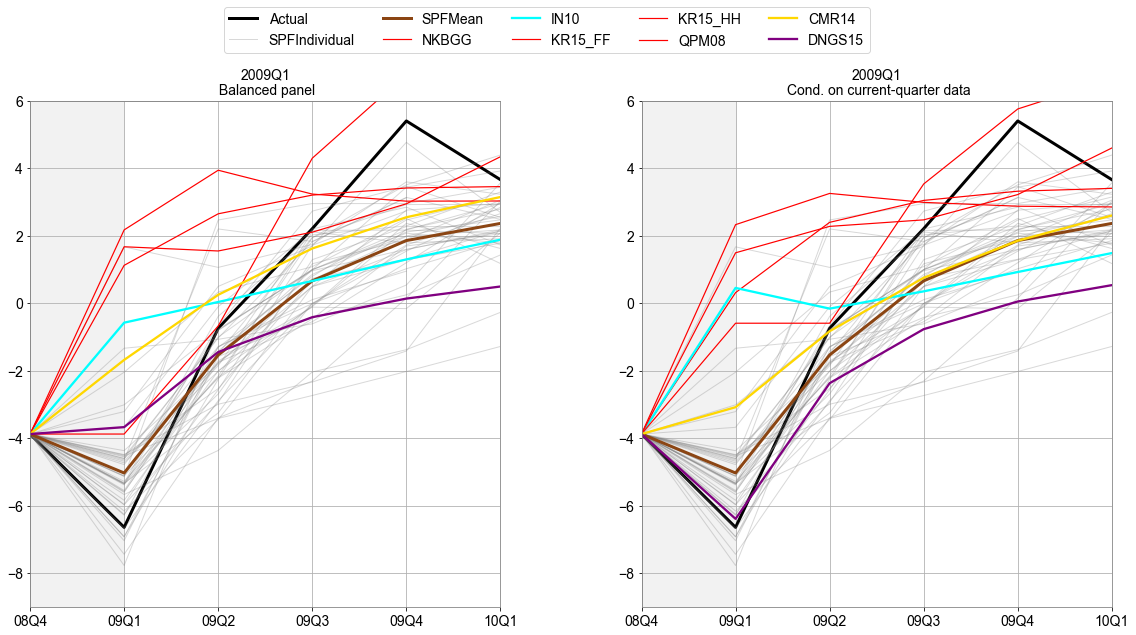 Actual SPFMean IN10 KR15_HH CMR14
SPFIndividual NKBGG KR15_FF QPM08 DNGS15
2009Q1
Balanced panel
6
4
2
0
−2
−4
−6
−8
08Q4 09Q1 09Q2 09Q3 09Q4 10Q1
2009Q1
Cond. on current-quarter data
6
4
2
0
−2
−4
−6
−8
08Q4 09Q1 09Q2 09Q3 09Q4 10Q1